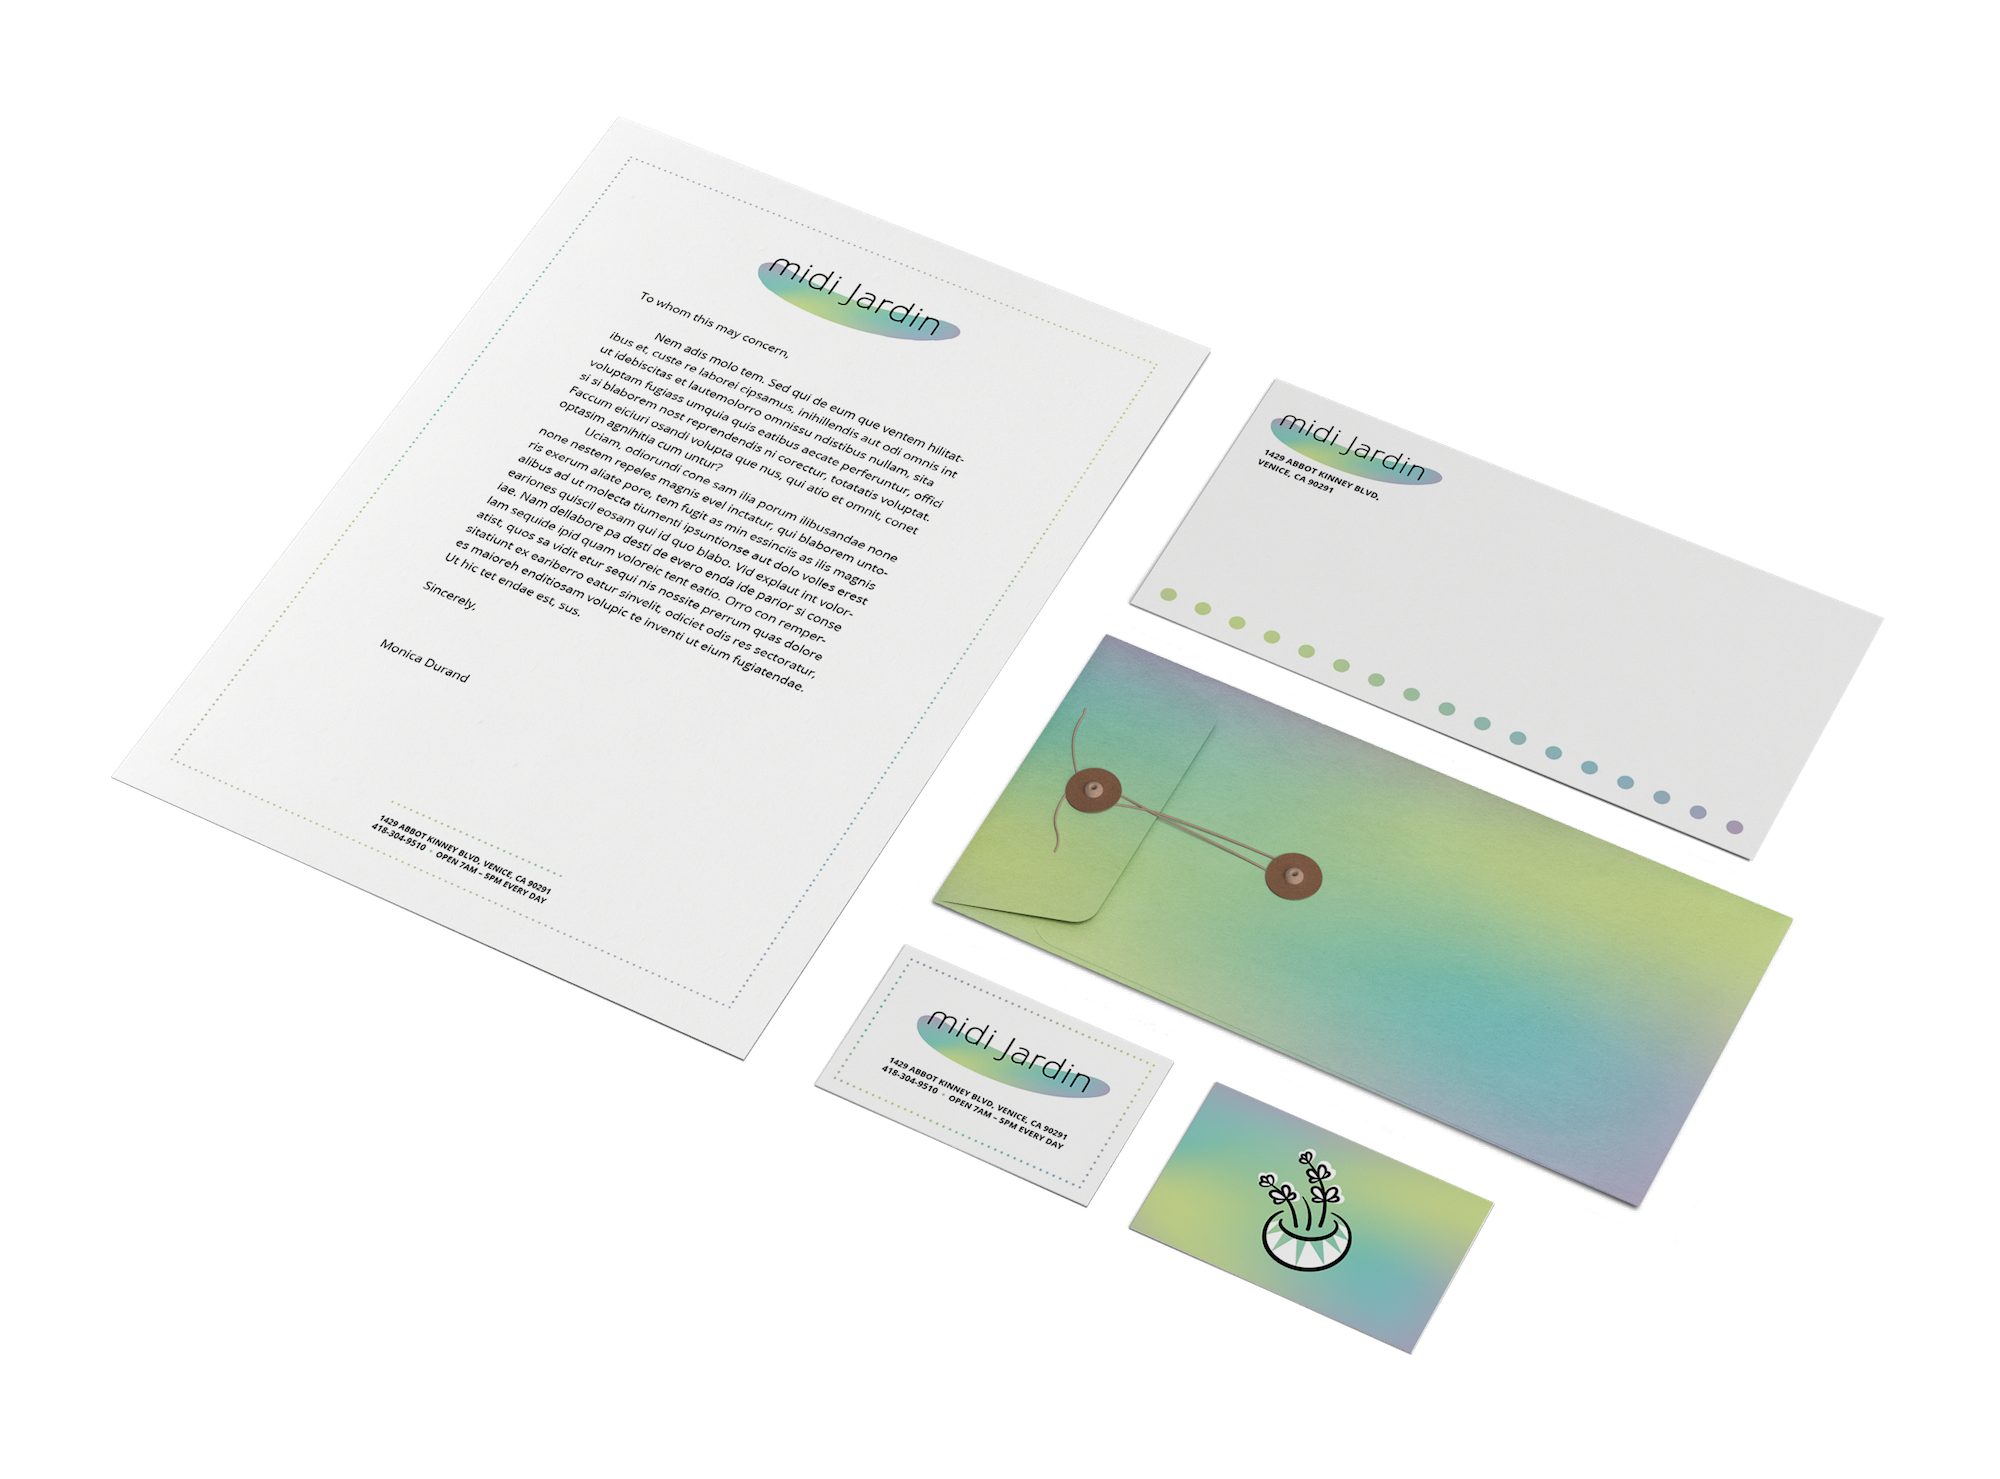 midi Jardin
To whom this may concern,
Nem adis molo tem. Sed qui de eum que ventem hilitat-
ibus et, custe re laborei cipsamus, inihillendis aut odi omnis int
ut idebiscitas et lautemolorro omnissu ndistibus nullam, sita
voluptam fugiass umquia quis eatibus aecate perferuntur, offici
si si blaborem nost reprendendis ni corectur, totatatis voluptat.
Faccum eiciuri osandi volupta que nus, qui atio et omnit, conet
optasim agnihitia cum untur?
Uciam, odiorundi cone sam ilia porum ilibusandae none
none nestem repeles magnis evel inctatur, qui blaborem unto-
ris exerum aliate pore, tem fugit as min essinciis as ilis magnis
alibus ad ut molecta tiumenti ipsuntionse aut dolo volles erest
eariones quiscil eosam qui id quo blabo. Vid explaut int volor-
iae. Nam dellabore pa desti de evero enda ide parior si conse
lam sequide ipid quam voloreic tent eatio. Orro con remper-
atist, quos sa vidit etur sequi nis nossite prerrum quas dolore
sitatiunt ex eariberro eatur sinvelit, odiciet odis res sectoratur,
es maioreh enditiosam volupic te inventi ut eium fugiatendae.
Ut hic tet endae est, sus.
Sincerely,
Monica Durand
1429 ABBOT KINNEY BLVD, VENICE, CA 90291
418-304-9510 · OPEN 7AM – 5PM EVERY DAY
midi Jardin
1429 ABBOT KINNEY BLVD,
VENICE, CA 90291
midi Jardin
1429 ABBOT KINNEY BLVD, VENICE, CA 90291
418-304-9510 · OPEN 7AM – 5PM EVERY DAY